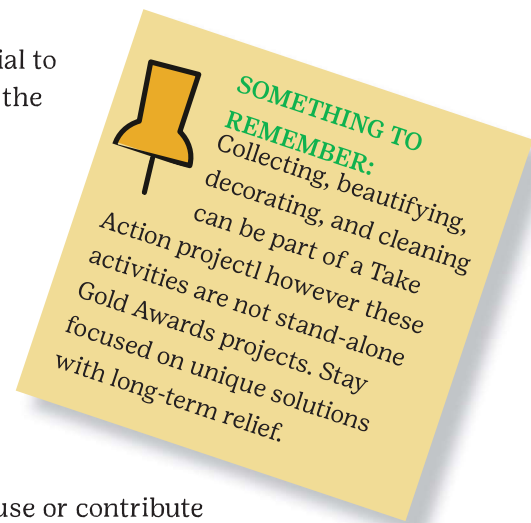 ial to
the
SOMETHING TO
REMEMBER:
Collecting, beautifying,
decorating, and cleaning
can be part of a Take
Action projectl however these
activities are not stand-alone
Gold Awards projects. Stay
focused on unique solutions
with long-term relief.
use or contribute